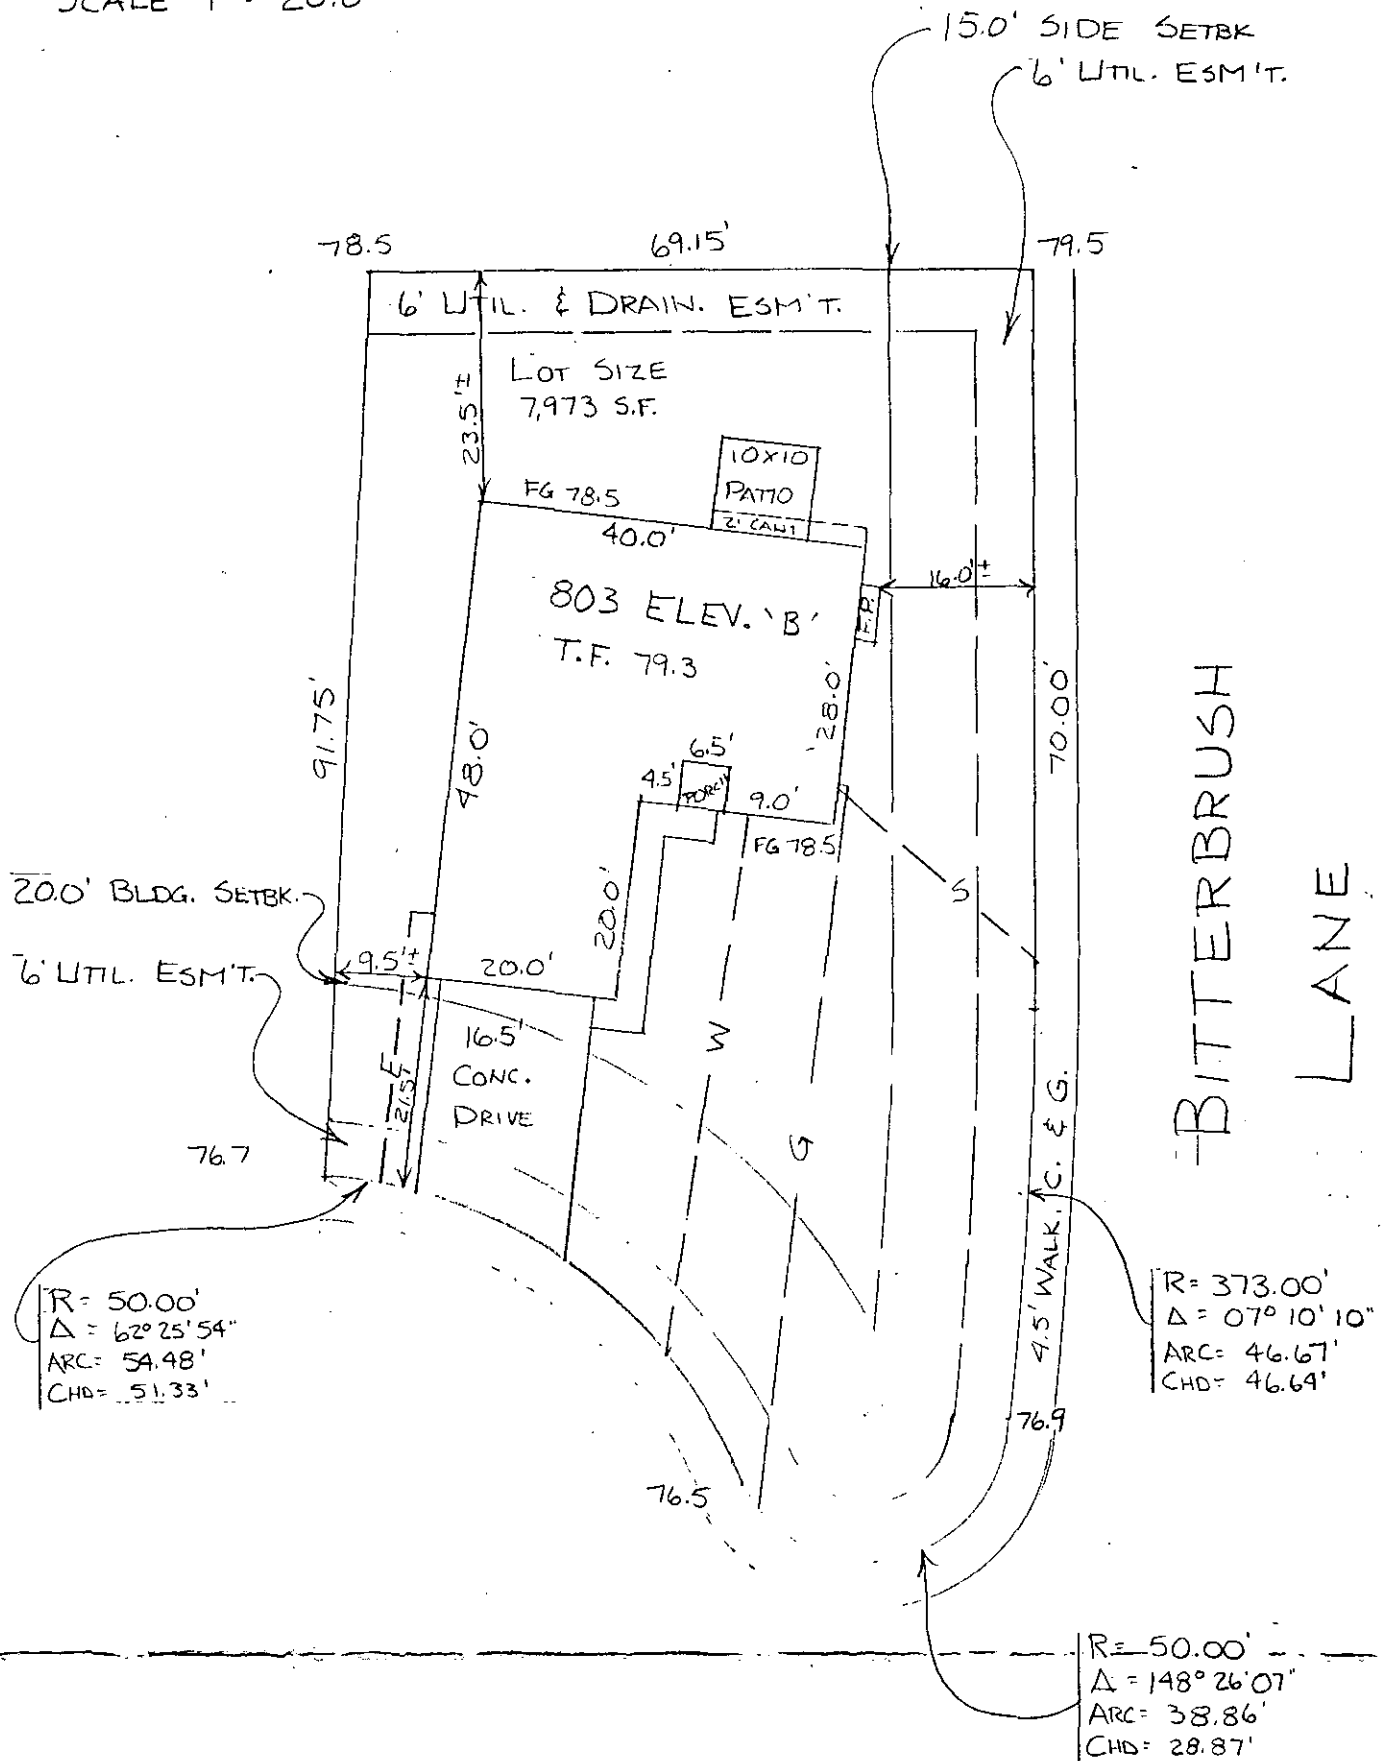 SCALE 1" = 20.0'
15.0' SIDE SETBK
6' UTIL. ESM'T.
78.5
69.15'
79.5
6' UTIL. & DRAIN. ESM'T.
LOT SIZE
7,973 S.F.
23.5'±
10X10
PATIO
2' CANT
FG 78.5
40.0'
16.0'±
F.P.
803 ELEV. 'B'
T.F. 79.3
28.0'
91.75'
48.0'
70.00'
6.5'
4.5'
PORCH
9.0'
FG 78.5
BITTERBRUSH
LANE
20.0' BLDG. SETBK.
6' UTIL. ESM'T.
9.5'±
20.0'
20.0'
S
E
21.5'
16.5'
CONC.
DRIVE
W
G
76.7
4.5' WALK, C. & G.
R= 50.00'
Δ = 62° 25' 54"
ARC= 54.48'
CHD= 51.33'
R= 373.00'
Δ = 07° 10' 10"
ARC= 46.67'
CHD= 46.64'
76.9
76.5
R= 50.00'
Δ = 148° 26' 07"
ARC= 38.86'
CHD= 28.87'